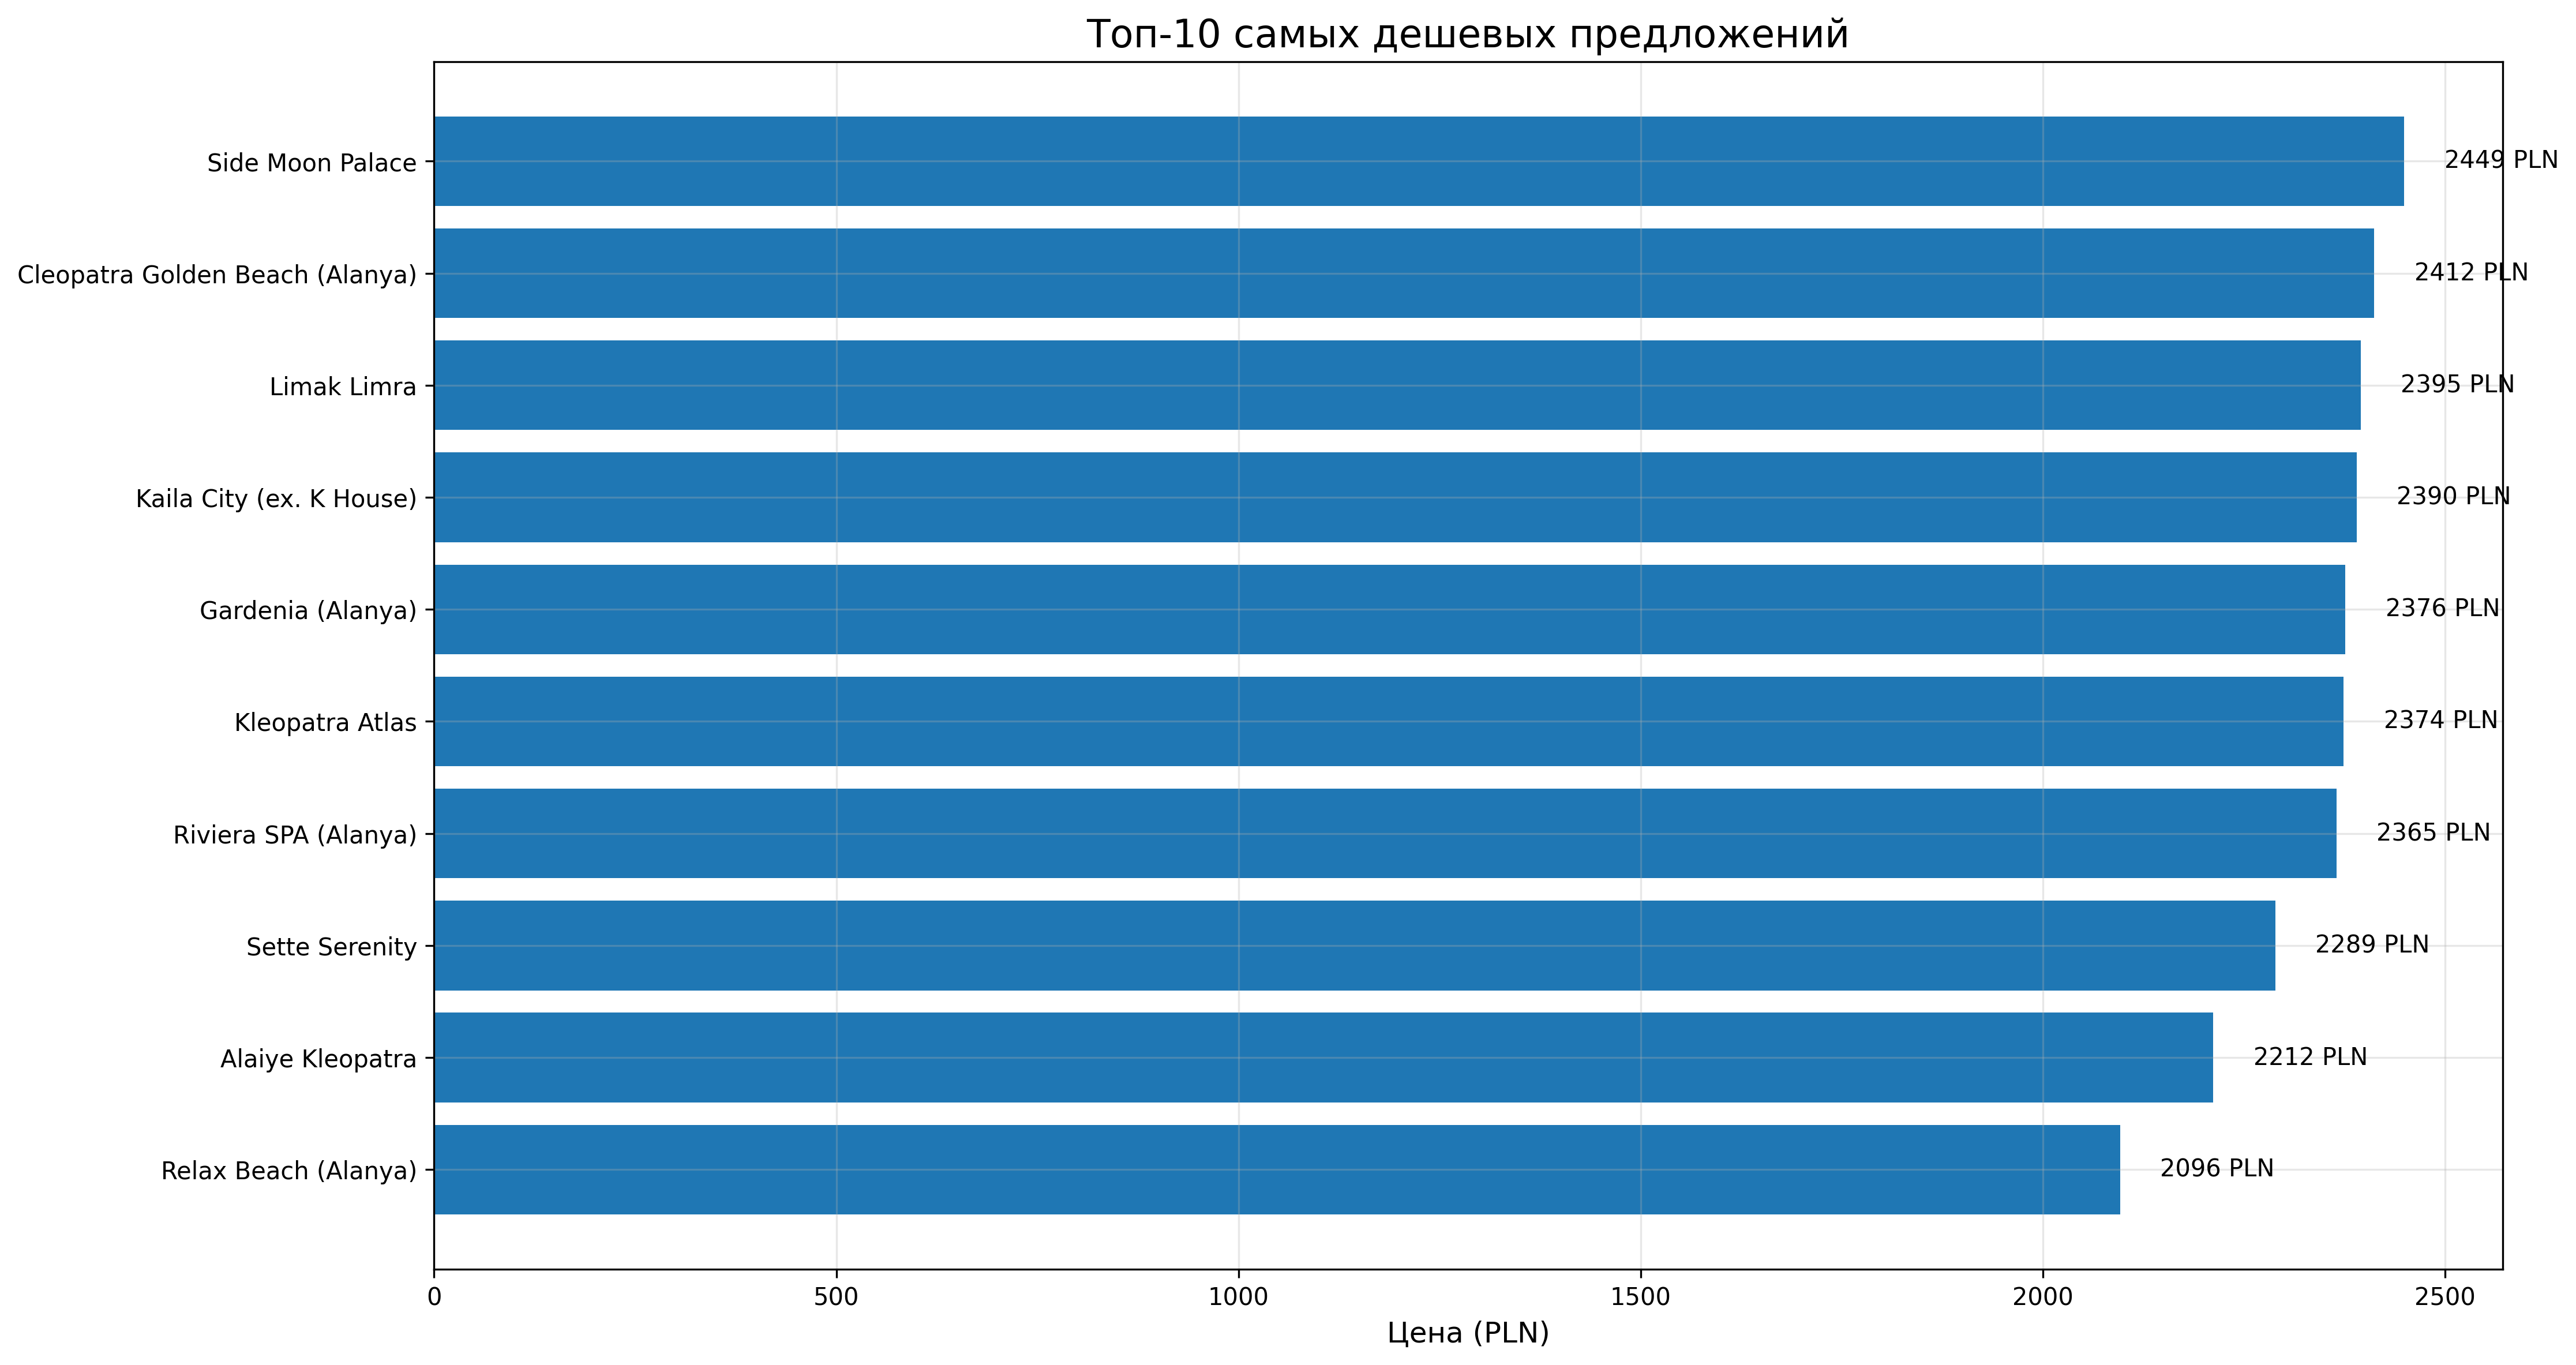 Топ-10 самых дешевых предложений
Side Moon Palace
2449 PLN
Cleopatra Golden Beach (Alanya)
2412 PLN
Limak Limra
2395 PLN
Kaila City (ex. K House)
2390 PLN
Gardenia (Alanya)
2376 PLN
Kleopatra Atlas
2374 PLN
Riviera SPA (Alanya)
2365 PLN
Sette Serenity
2289 PLN
Alaiye Kleopatra
2212 PLN
Relax Beach (Alanya)
2096 PLN
0 500 1000 1500 2000 2500
Цена (PLN)